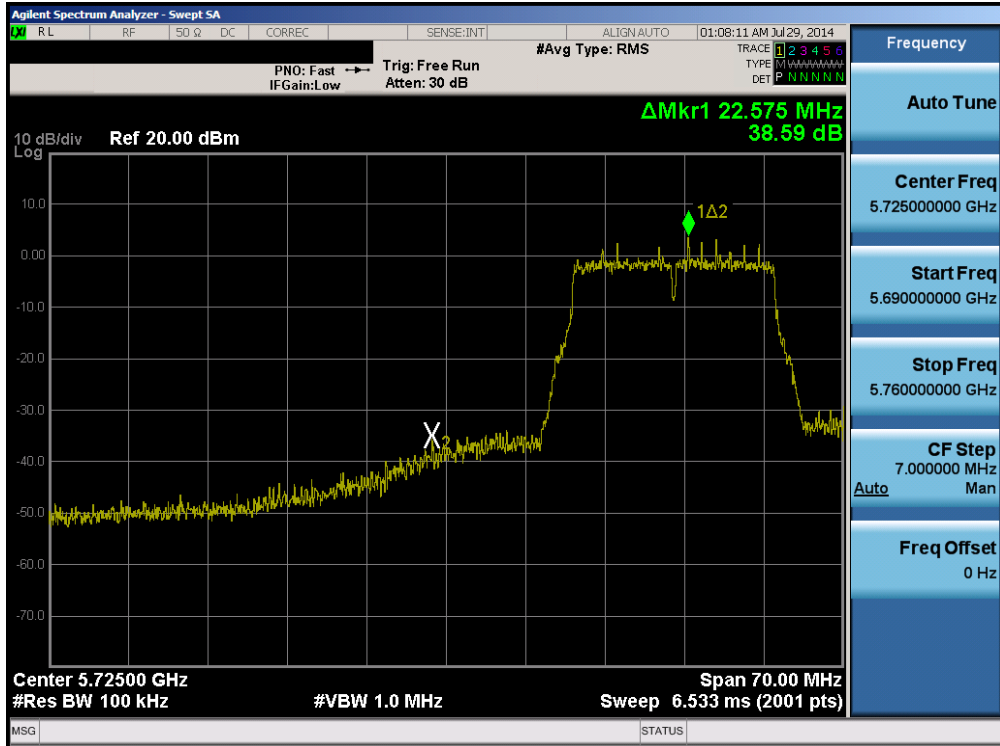 Agilent Spectrum Analyzer - Swept SA
LXI RL RF 50 Ω DC CORREC SENSE:INT ALIGN AUTO 01:08:11 AM Jul 29, 2014
#Avg Type: RMS TRACE 1 2 3 4 5 6
PNO: Fast Trig: Free Run TYPE M WWWWW
IFGain:Low Atten: 30 dB DET P N N N N N
ΔMkr1 22.575 MHz
38.59 dB
10 dB/div Ref 20.00 dBm
Log
10.0
1Δ2
0.00
-10.0
-20.0
-30.0
X2
-40.0
-50.0
-60.0
-70.0
Center 5.72500 GHz Span 70.00 MHz
#Res BW 100 kHz #VBW 1.0 MHz Sweep 6.533 ms (2001 pts)
MSG STATUS
Frequency
Auto Tune
Center Freq
5.725000000 GHz
Start Freq
5.690000000 GHz
Stop Freq
5.760000000 GHz
CF Step
7.000000 MHz
Auto Man
Freq Offset
0 Hz